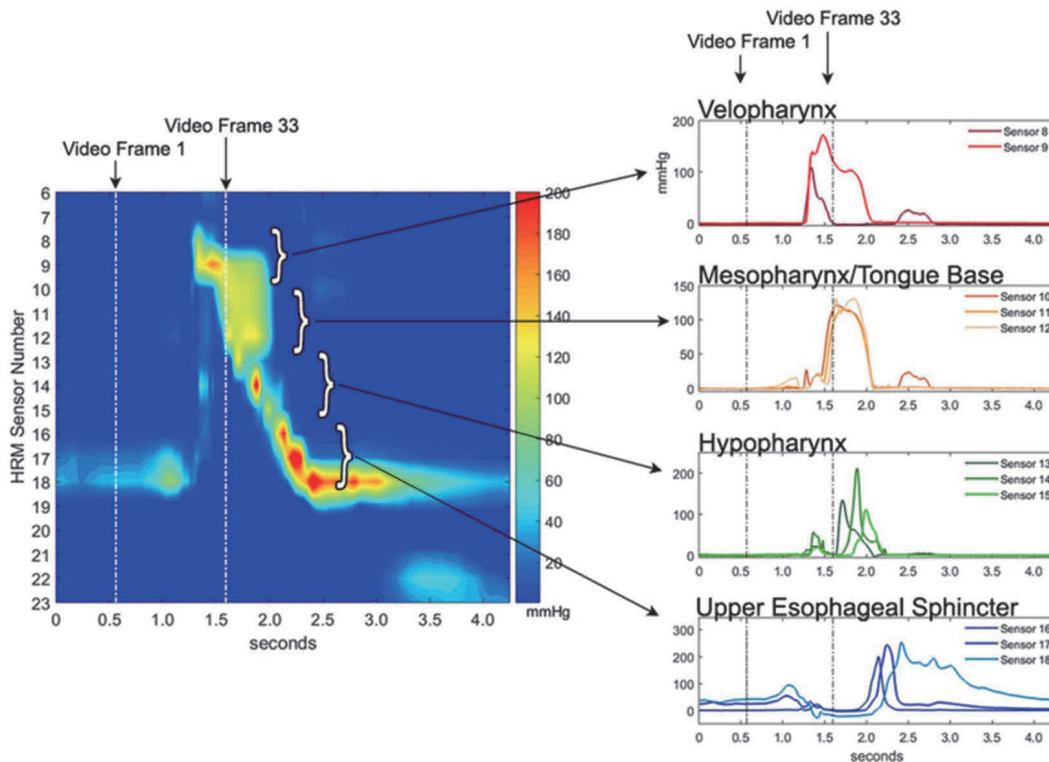 Video Frame 33
Video Frame 1
Video Frame 33
Video Frame 1
6
7
8
9
10
11
12
13
14
15
16
17
18
19
20
21
22
23
HRM Sensor Number
0 0.5 1.0 1.5 2.0 2.5 3.0 3.5 4.0
seconds
200
180
160
140
120
100
80
60
40
20
mmHg
Velopharynx
200
100
0
mmHg
Sensor 8
Sensor 9
0 0.5 1.0 1.5 2.0 2.5 3.0 3.5 4.0
Mesopharynx/Tongue Base
150
100
50
0
Sensor 10
Sensor 11
Sensor 12
0 0.5 1.0 1.5 2.0 2.5 3.0 3.5 4.0
Hypopharynx
200
100
0
Sensor 13
Sensor 14
Sensor 15
0 0.5 1.0 1.5 2.0 2.5 3.0 3.5 4.0
Upper Esophageal Sphincter
300
200
100
0
Sensor 16
Sensor 17
Sensor 18
0 0.5 1.0 1.5 2.0 2.5 3.0 3.5 4.0
seconds